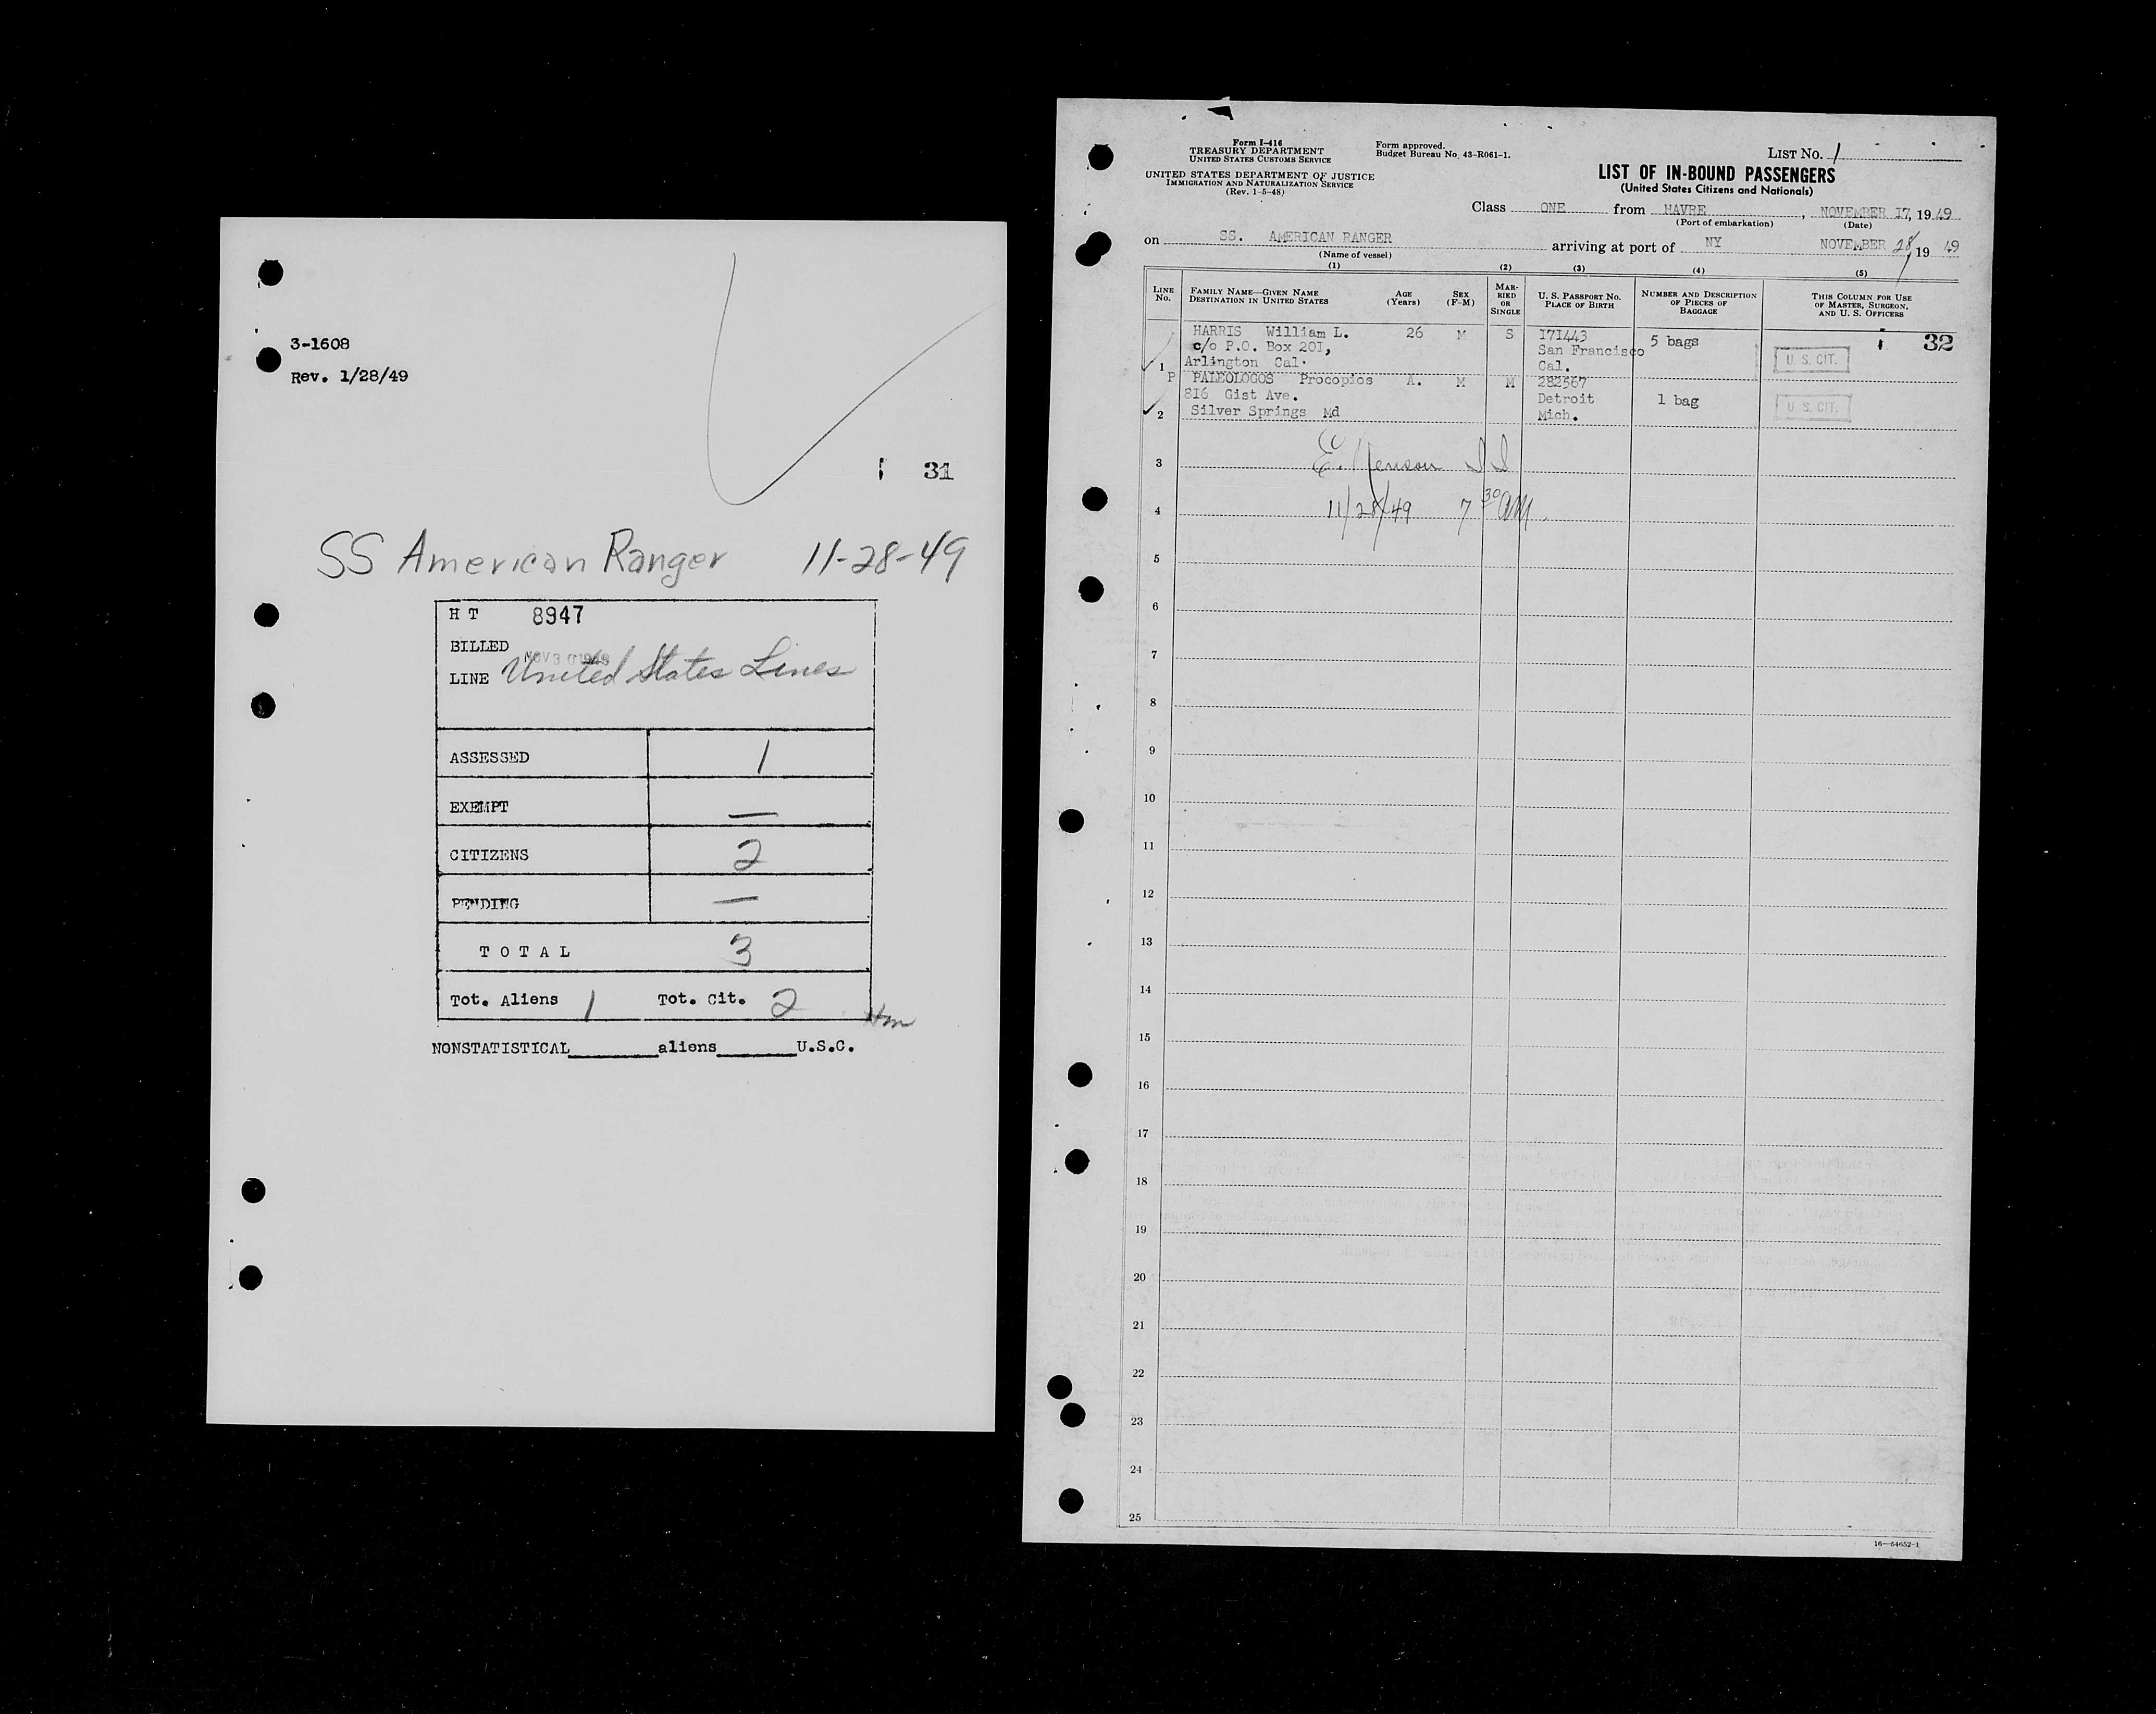 3-1608
Rev. 1/28/49
31
SS American Ranger 11-28-49
H T 8947
BILLED
NOV 30 1949
LINE United States Lines
ASSESSED 1
EXEMPT —
CITIZENS 2
PENDING —
T O T A L 3
Tot. Aliens 1 Tot. Cit. 2
NONSTATISTICAL______aliens______U.S.C.
Form I-416
TREASURY DEPARTMENT
UNITED STATES CUSTOMS SERVICE
UNITED STATES DEPARTMENT OF JUSTICE
IMMIGRATION AND NATURALIZATION SERVICE
(Rev. 1-5-48)
Form approved.
Budget Bureau No. 43-R061-1.
LIST No. 1
LIST OF IN-BOUND PASSENGERS
(United States Citizens and Nationals)
Class ONE from HAVRE, NOVEMBER I7, 1949
(Port of embarkation) (Date)
on SS. AMERICAN RANGER arriving at port of NY NOVEMBER 28, 19 49
(Name of vessel)
(1) (2) (3) (4) (5)
LINE No.
FAMILY NAME—GIVEN NAME
DESTINATION IN UNITED STATES
AGE (Years)
SEX (F-M)
MARRIED OR SINGLE
U. S. PASSPORT NO.
PLACE OF BIRTH
NUMBER AND DESCRIPTION OF PIECES OF BAGGAGE
THIS COLUMN FOR USE OF MASTER, SURGEON, AND U. S. OFFICERS
32
HARRIS William L. 26 M S I71443
c/o P.O. Box 20I, San Francisco 5 bags
1 Arlington Cal. Cal. U. S. CIT.
P PALEOLOGOS Procopios A. M M 282567
8I6 Gist Ave. Detroit 1 bag U. S. CIT.
2 Silver Springs Md Mich.
3
11/28/49 7 30 AM
4
5
6
7
8
9
10
11
12
13
14
15
16
17
18
19
20
21
22
23
24
25
16—54652-1